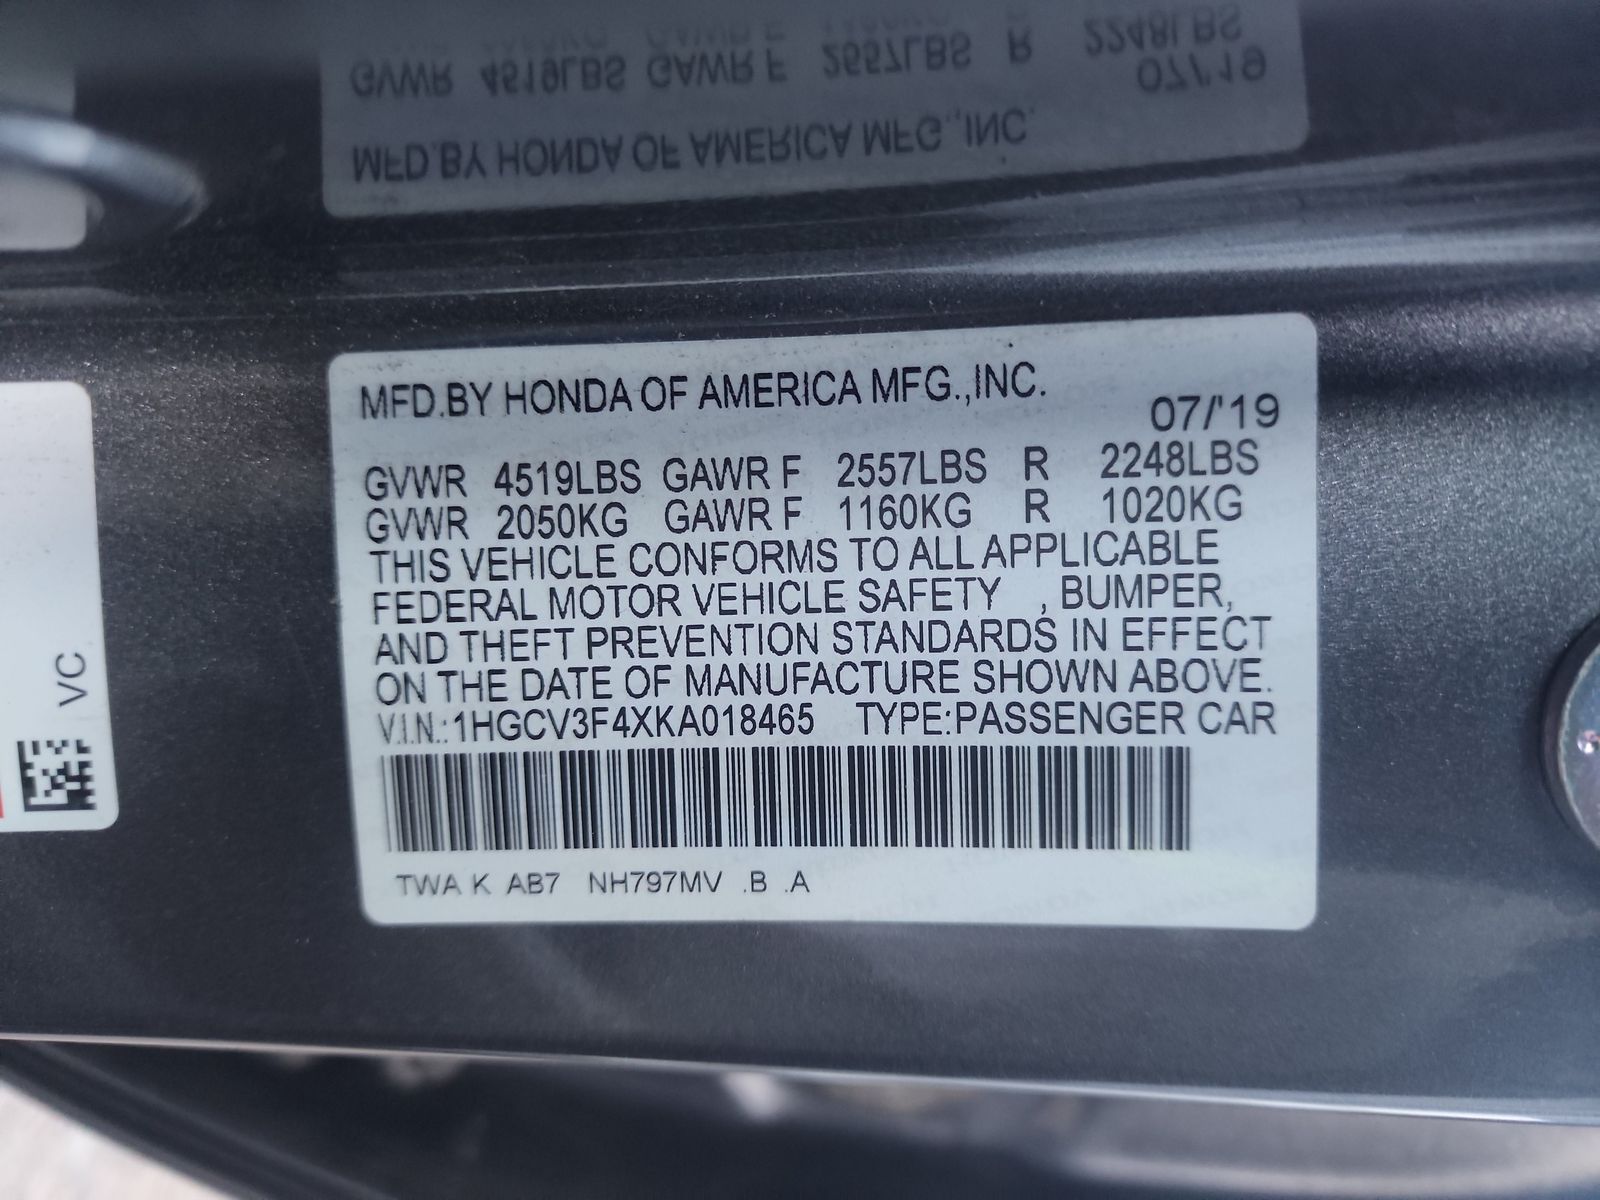 GVWR 4519LBS GAWR F 2557LBS R 2248LBS
07/'19
MFD.BY HONDA OF AMERICA MFG.,INC.
MFD.BY HONDA OF AMERICA MFG.,INC.
07/'19
GVWR 4519LBS GAWR F 2557LBS R 2248LBS
GVWR 2050KG GAWR F 1160KG R 1020KG
THIS VEHICLE CONFORMS TO ALL APPLICABLE
FEDERAL MOTOR VEHICLE SAFETY , BUMPER,
AND THEFT PREVENTION STANDARDS IN EFFECT
ON THE DATE OF MANUFACTURE SHOWN ABOVE.
V.I.N.:1HGCV3F4XKA018465 TYPE:PASSENGER CAR
TWA K AB7 NH797MV .B .A
VC